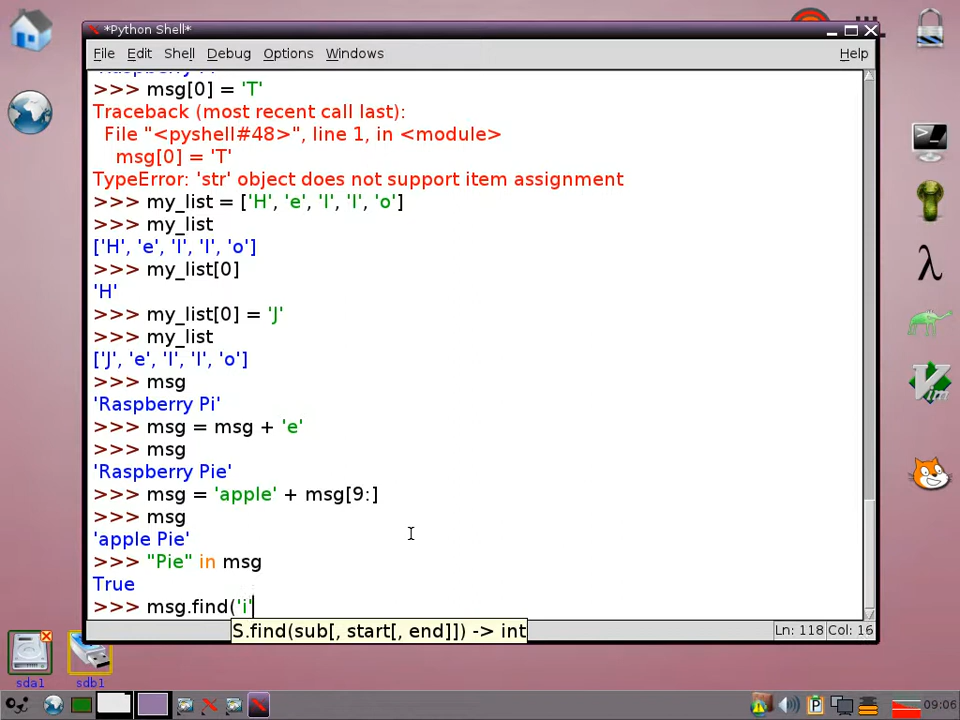 *Python Shell*
File Edit Shell Debug Options Windows Help
'Raspberry Pi'
>>> msg[0] = 'T'
Traceback (most recent call last):
File "<pyshell#48>", line 1, in <module>
msg[0] = 'T'
TypeError: 'str' object does not support item assignment
>>> my_list = ['H', 'e', 'l', 'l', 'o']
>>> my_list
['H', 'e', 'l', 'l', 'o']
>>> my_list[0]
'H'
>>> my_list[0] = 'J'
>>> my_list
['J', 'e', 'l', 'l', 'o']
>>> msg
'Raspberry Pi'
>>> msg = msg + 'e'
>>> msg
'Raspberry Pie'
>>> msg = 'apple' + msg[9:]
>>> msg
'apple Pie'
>>> "Pie" in msg
True
>>> msg.find('i'
S.find(sub[, start[, end]]) -> int
Ln: 118 Col: 16
sda1
sdb1
09:06
λ
Vim